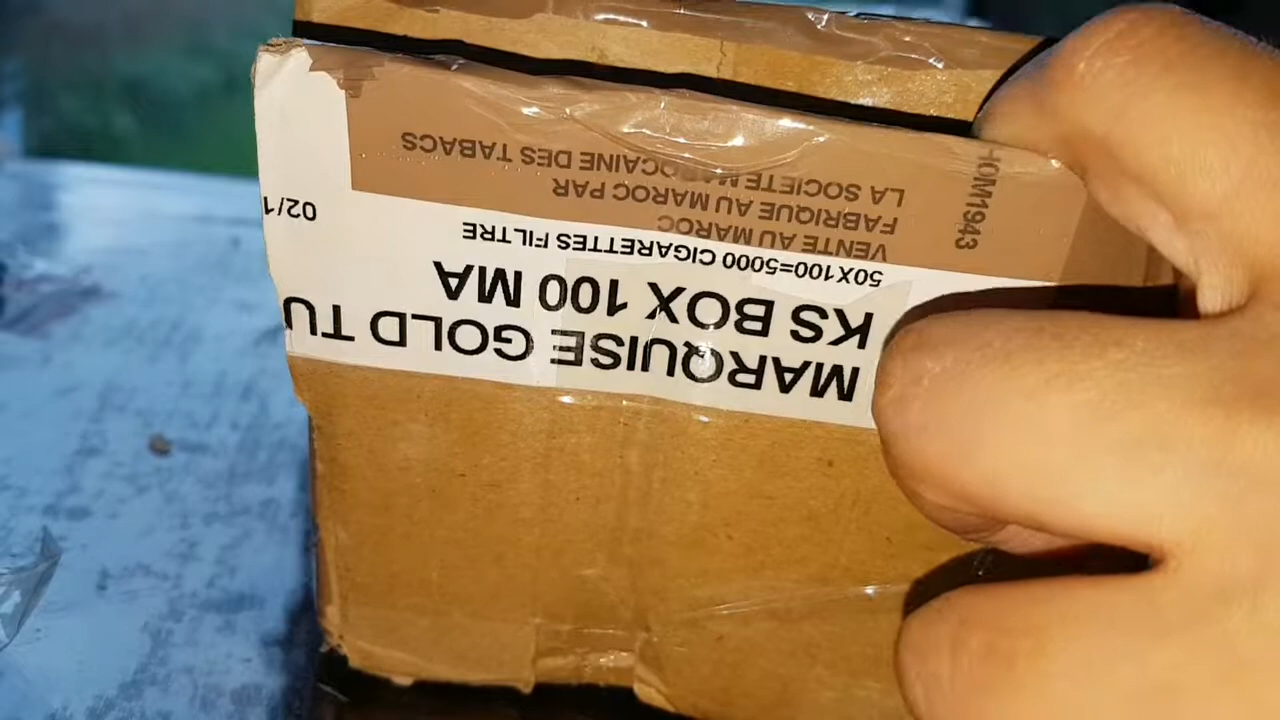 MARQUISE GOLD TU
KS BOX 100 MA
50X100=5000 CIGARETTES FILTRE
VENTE AU MAROC
FABRIQUE AU MAROC PAR
LA SOCIETE MAROCAINE DES TABACS
02/1
HOM1943